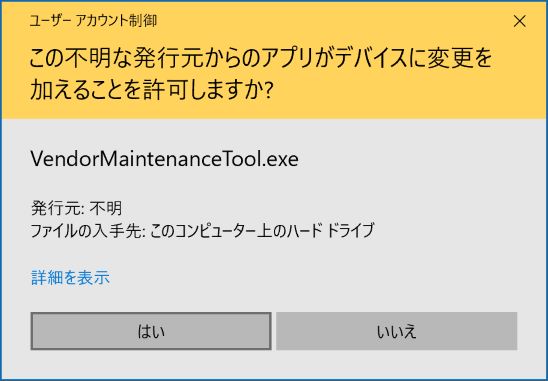 ユーザー アカウント制御
この不明な発行元からのアプリがデバイスに変更を
加えることを許可しますか?
VendorMaintenanceTool.exe
発行元: 不明
ファイルの入手先: このコンピューター上のハード ドライブ
詳細を表示
はい
いいえ